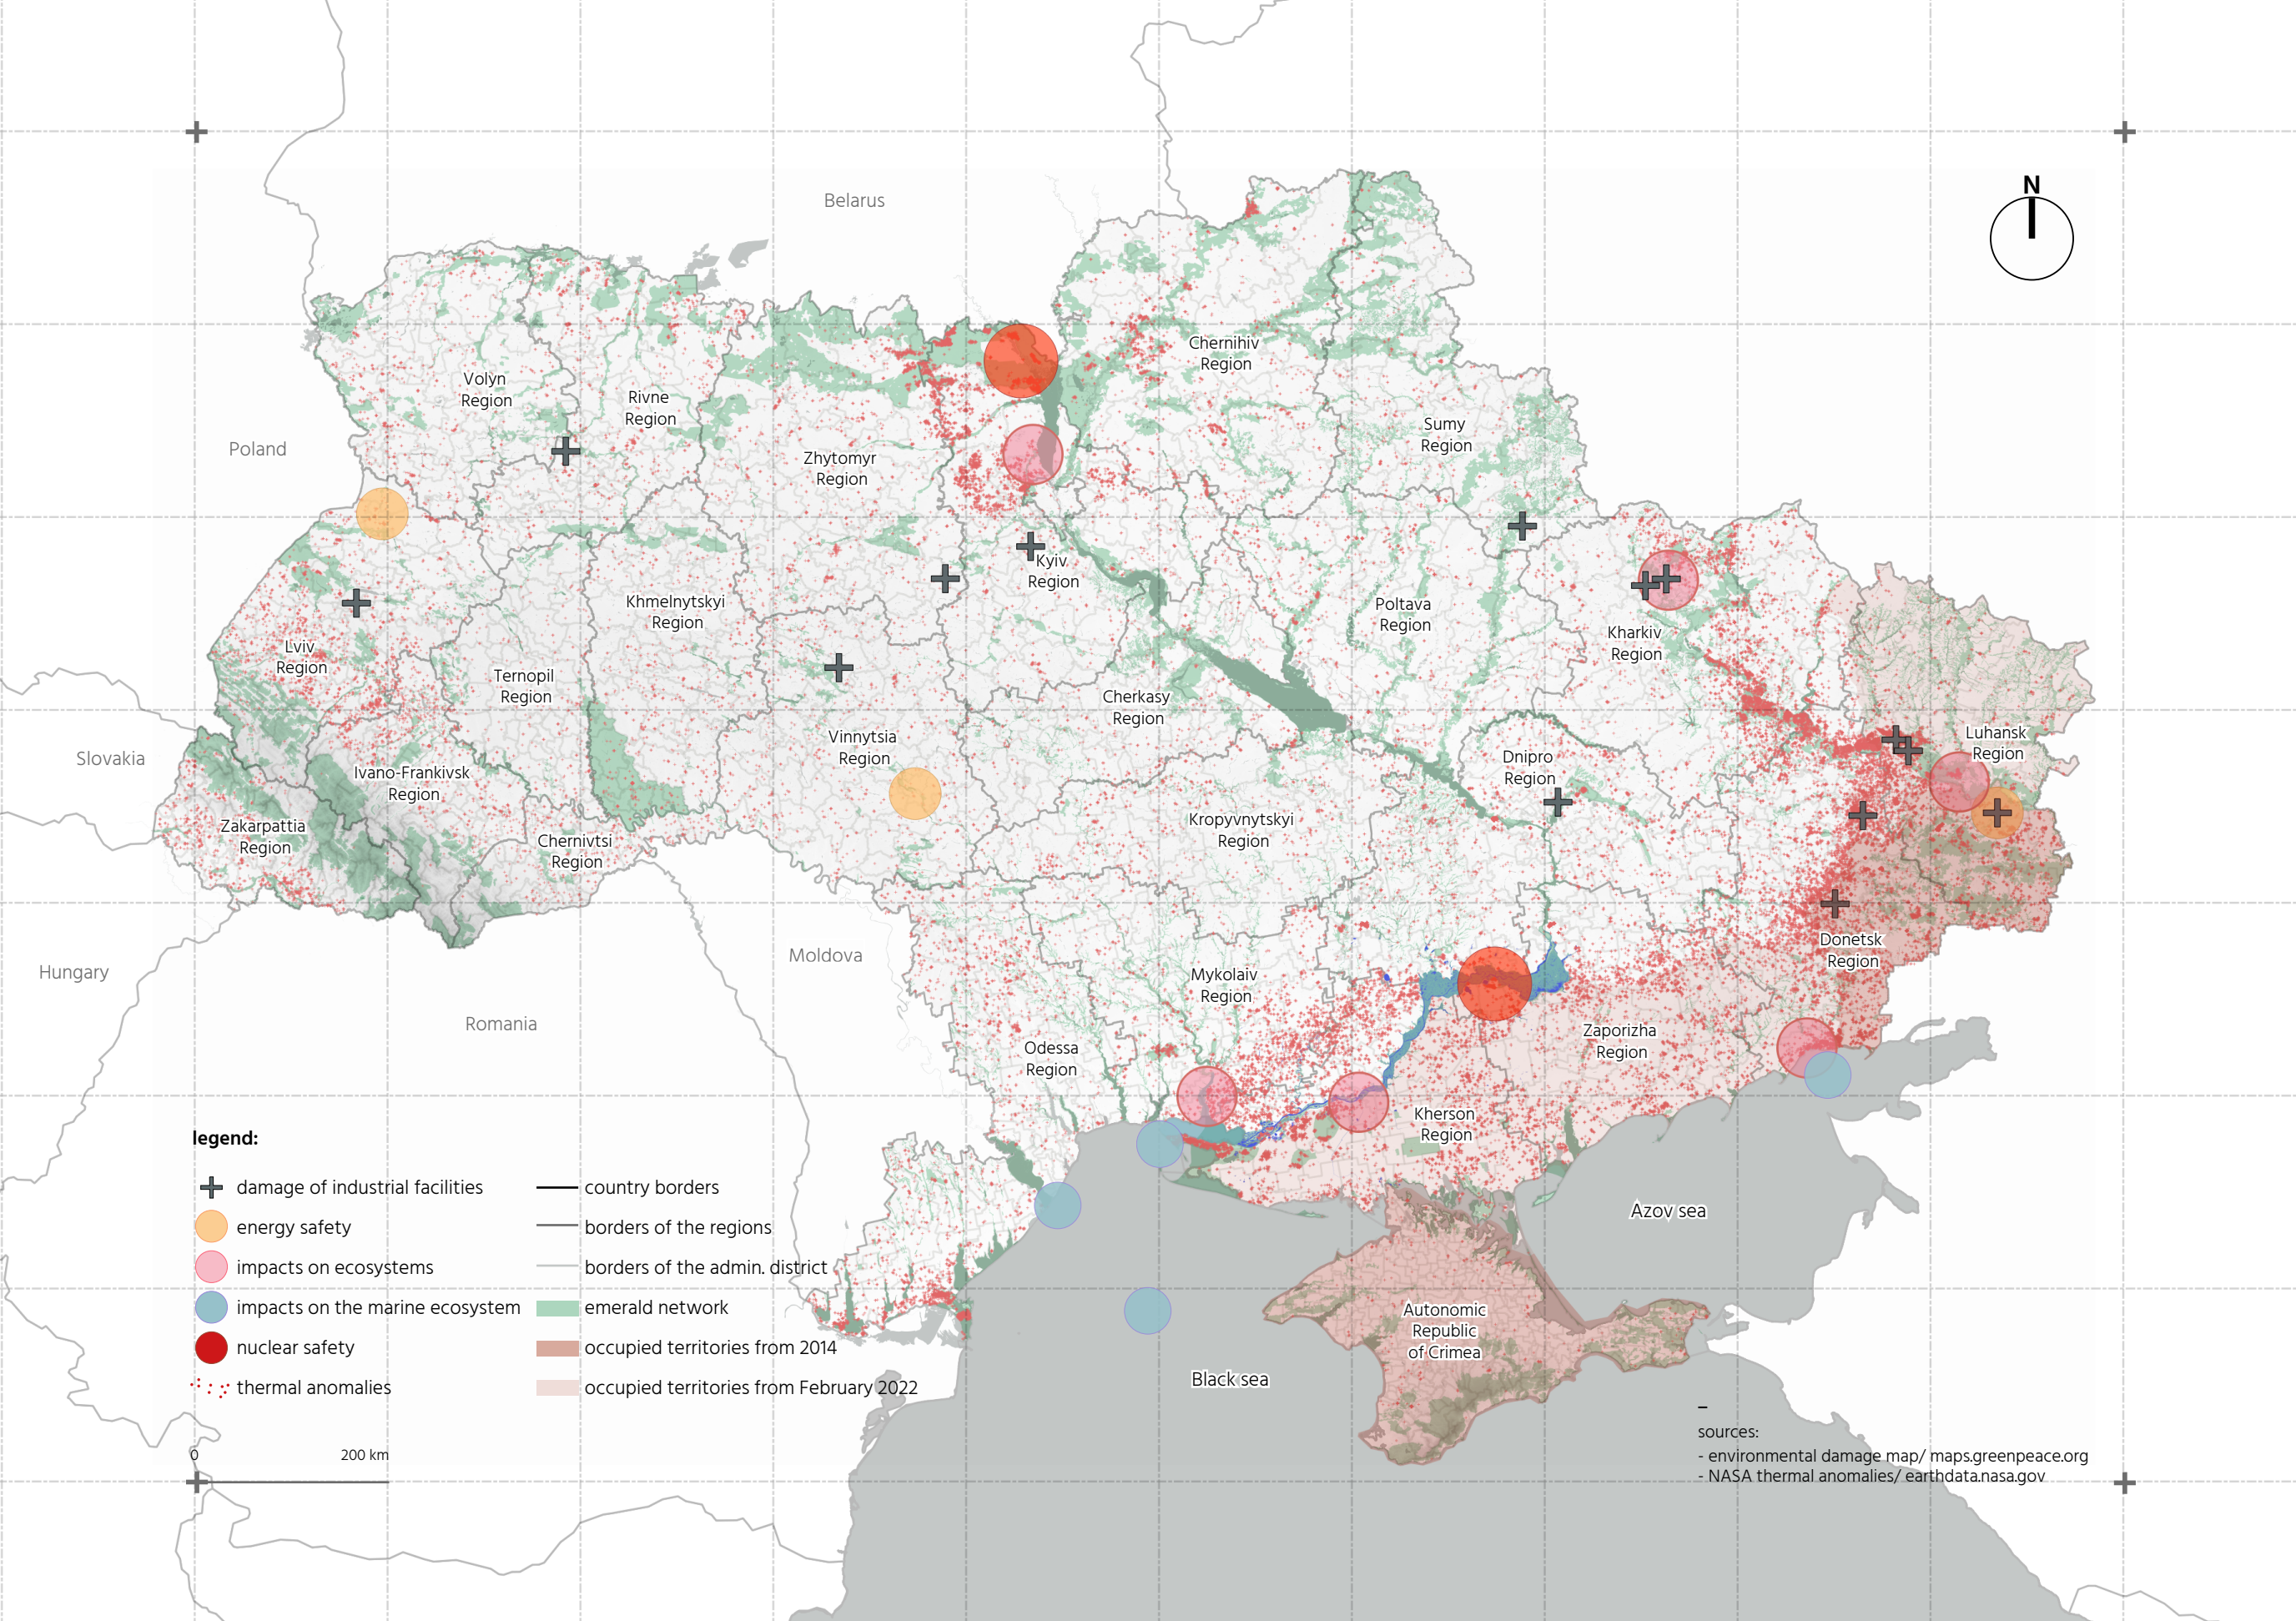 N
Belarus
Chernihiv
Region
Volyn
Region
Rivne
Region
Sumy
Region
Poland
Zhytomyr
Region
Kyiv
Region
Khmelnytskyi
Region
Poltava
Region
Kharkiv
Region
Lviv
Region
Ternopil
Region
Cherkasy
Region
Vinnytsia
Region
Luhansk
Region
Slovakia
Dnipro
Region
Ivano-Frankivsk
Region
Kropyvnytskyi
Region
Zakarpattia
Region
Chernivtsi
Region
Donetsk
Region
Moldova
Hungary
Mykolaiv
Region
Romania
Zaporizha
Region
Odessa
Region
Kherson
Region
Azov sea
Autonomic
Republic
of Crimea
Black sea
legend:
damage of industrial facilities
energy safety
impacts on ecosystems
impacts on the marine ecosystem
nuclear safety
thermal anomalies
country borders
borders of the regions
borders of the admin. district
emerald network
occupied territories from 2014
occupied territories from February 2022
0 200 km
–
sources:
- environmental damage map/ maps.greenpeace.org
- NASA thermal anomalies/ earthdata.nasa.gov